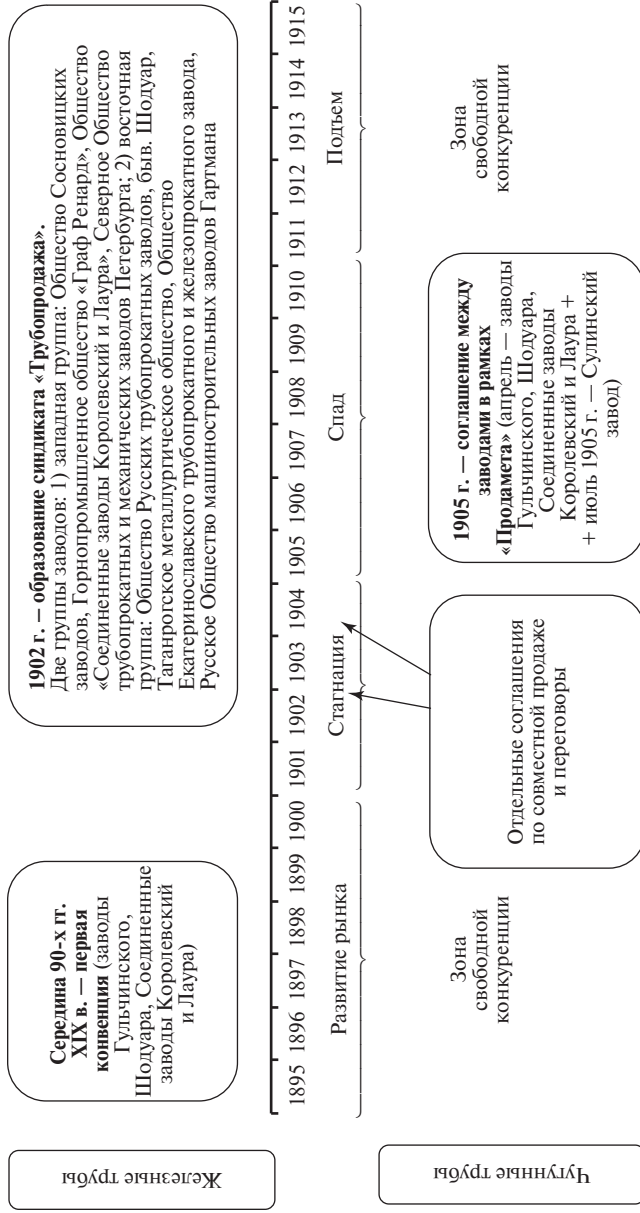 Железные трубы
Середина 90-х гг.
XIX в. — первая
конвенция (заводы
Гульчинского,
Шодуара, Соединенные
заводы Королевский
и Лаура)
1902 г. — образование синдиката «Трубопродажа».
Две группы заводов: 1) западная группа: Общество Сосновицких
заводов, Горнопромышленное общество «Граф Ренард», Общество
«Соединенные заводы Королевский и Лаура», Северное Общество
трубопрокатных и механических заводов Петербурга; 2) восточная
группа: Общество Русских трубопрокатных заводов, быв. Шодуар,
Таганрогское металлургическое общество, Общество
Екатеринославского трубопрокатного и железопрокатного завода,
Русское Общество машиностроительных заводов Гартмана
1895 1896 1897 1898 1899 1900 1901 1902 1903 1904 1905 1906 1907 1908 1909 1910 1911 1912 1913 1914 1915
Развитие рынка Стагнация Спад Подъем
Чугунные трубы
Зона
свободной
конкуренции
Отдельные соглашения
по совместной продаже
и переговоры
1905 г. — соглашение между
заводами в рамках
«Продамета» (апрель — заводы
Гульчинского, Шодуара,
Соединенные заводы
Королевский и Лаура +
+ июль 1905 г. — Сулинский
завод)
Зона
свободной
конкуренции